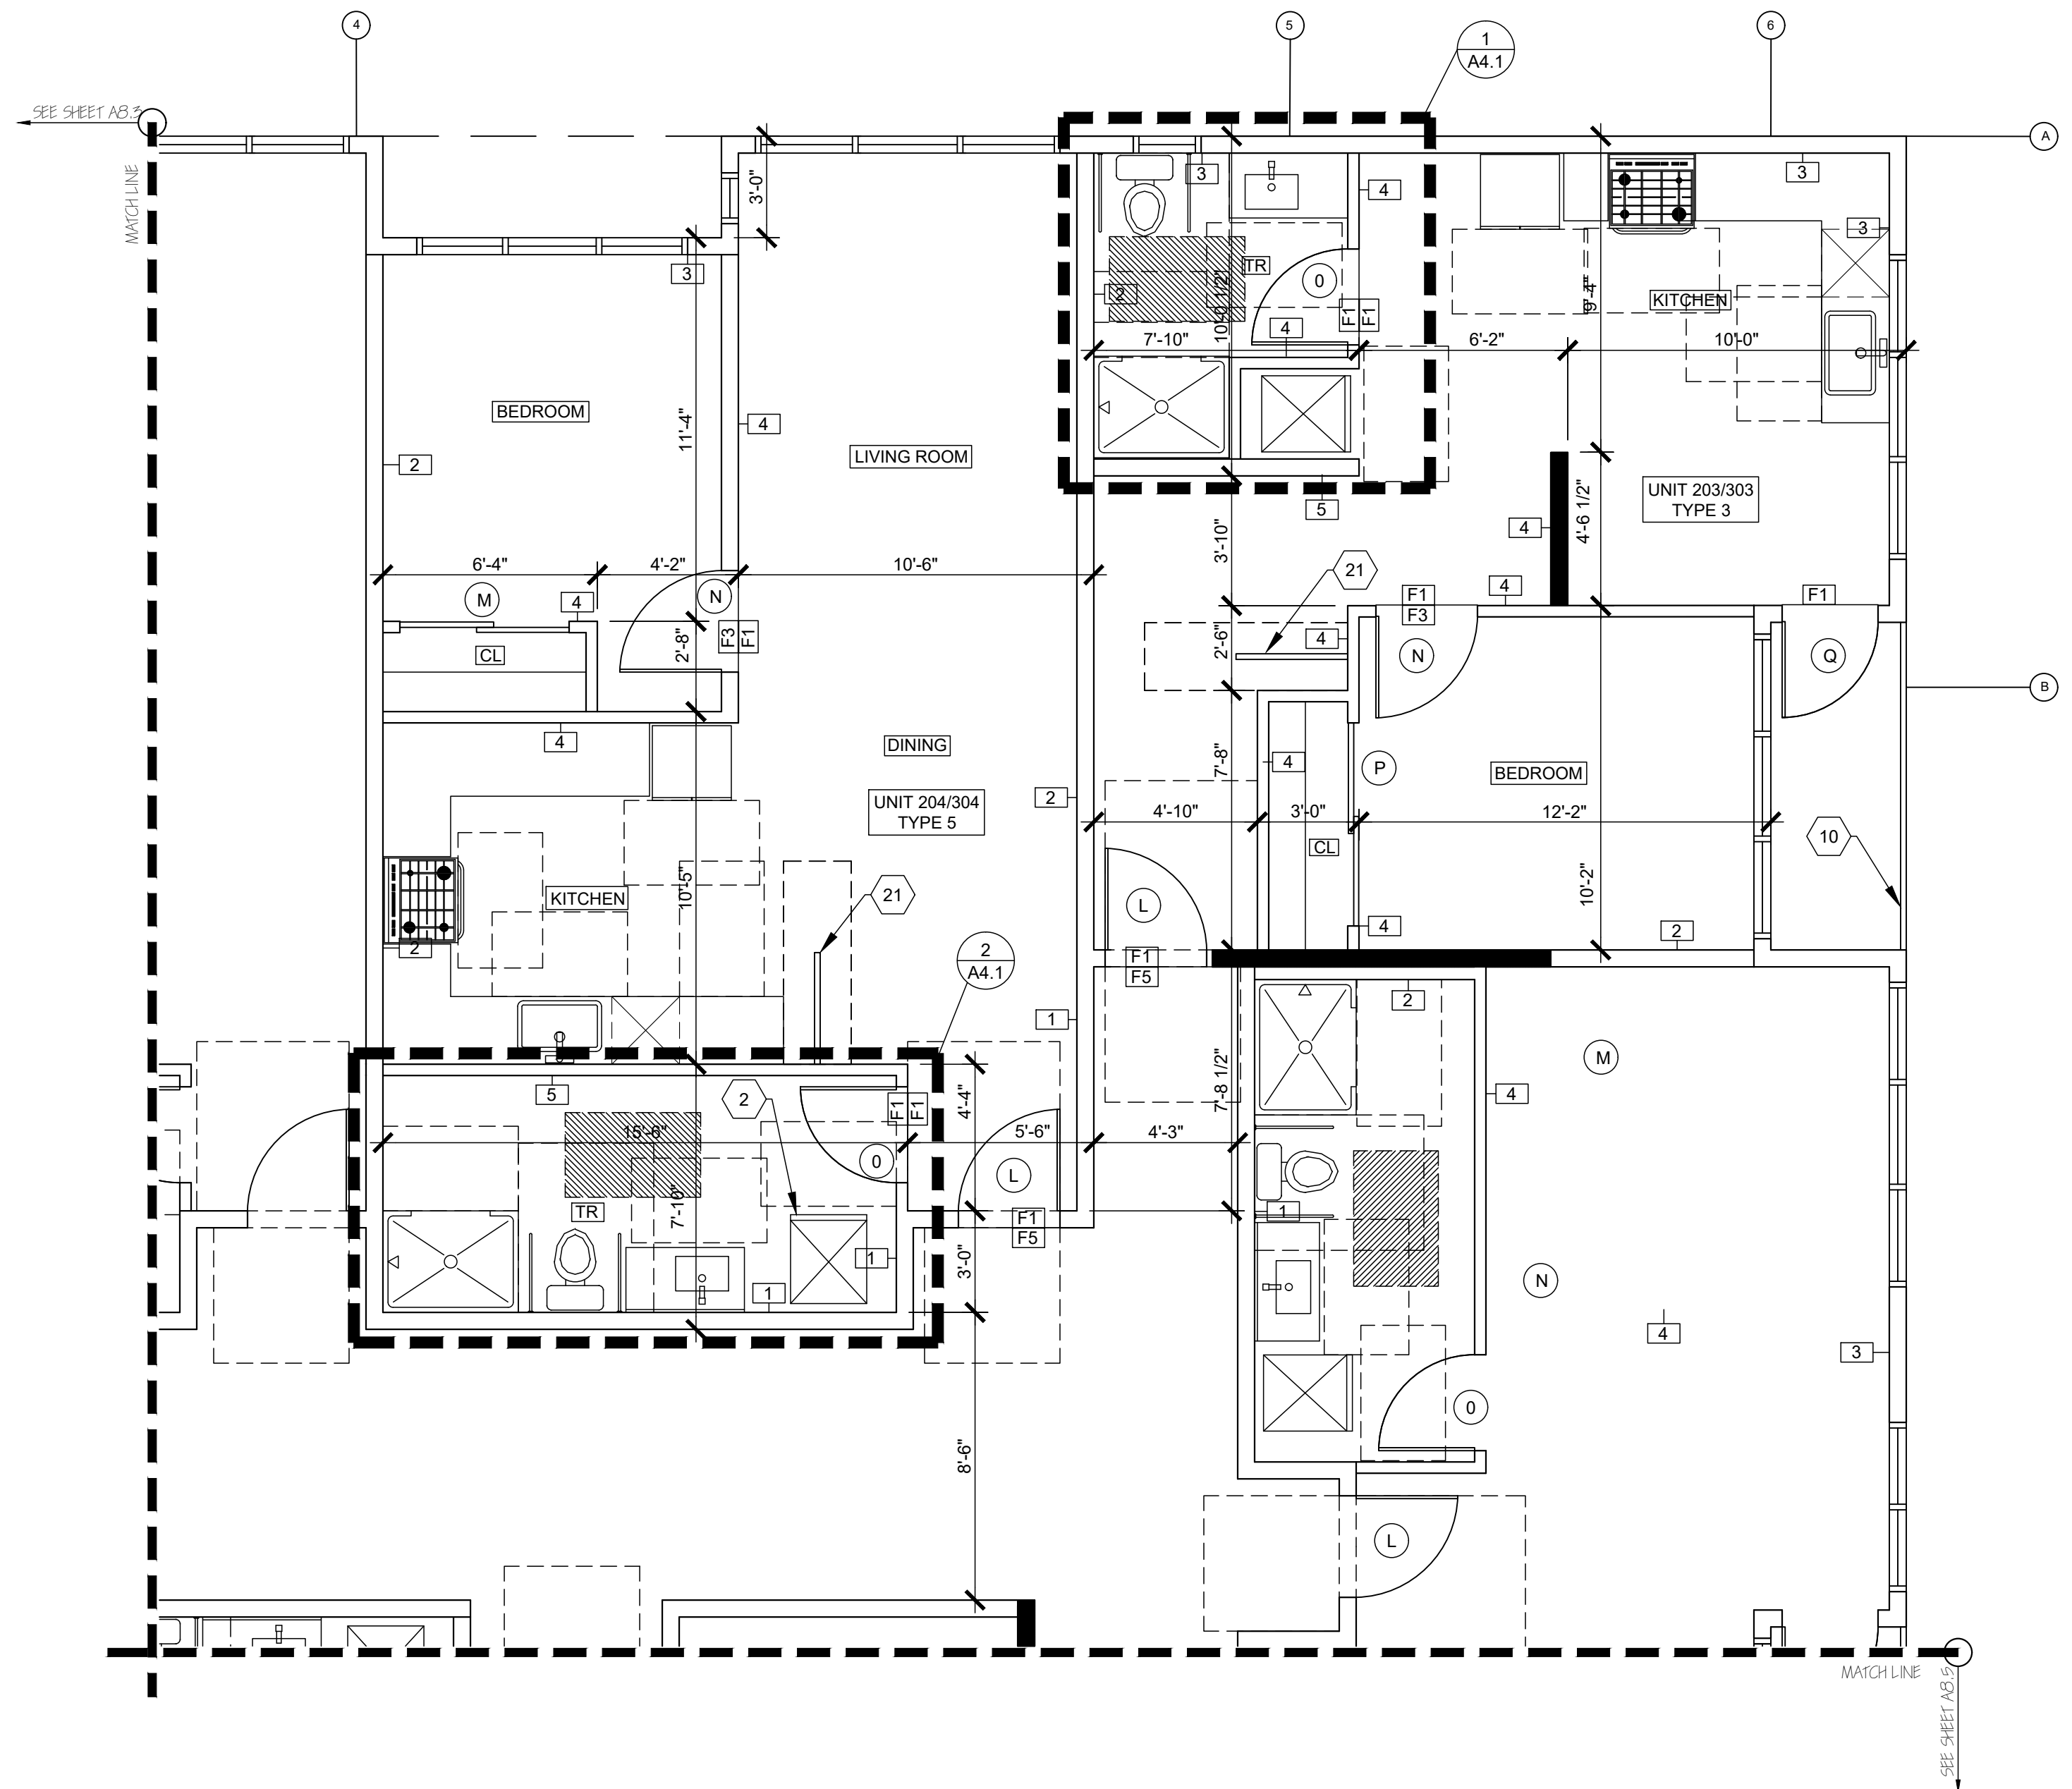 4
5
6
1
A4.1
SEE SHEET A8.3
A
MATCH LINE
3'-0"
3
4
3
3
3
TR
0
2
10'-0 1/2"
F1
F1
4
9'-4"
KITCHEN
7'-10"
6'-2"
10'-0"
BEDROOM
11'-4"
4
LIVING ROOM
2
5
UNIT 203/303
TYPE 3
4'-6 1/2"
4
3'-10"
6'-4"
4'-2"
10'-6"
21
M
4
N
4
F1
F3
F1
2'-8"
F3
F1
2'-6"
4
N
Q
CL
B
4
DINING
7'-8"
4
P
BEDROOM
2
UNIT 204/304
TYPE 5
4'-10"
3'-0"
12'-2"
10
CL
10'-5"
KITCHEN
21
L
10'-2"
4
2
2
2
A4.1
F1
F5
2
1
M
7'-8 1/2"
5
2
F1
F1
4'-4"
4
15'-6"
5'-6"
4'-3"
0
L
TR
7'-10"
1
F1
F5
1
1
3'-0"
N
4
3
0
8'-6"
L
MATCH LINE
SEE SHEET A8.5